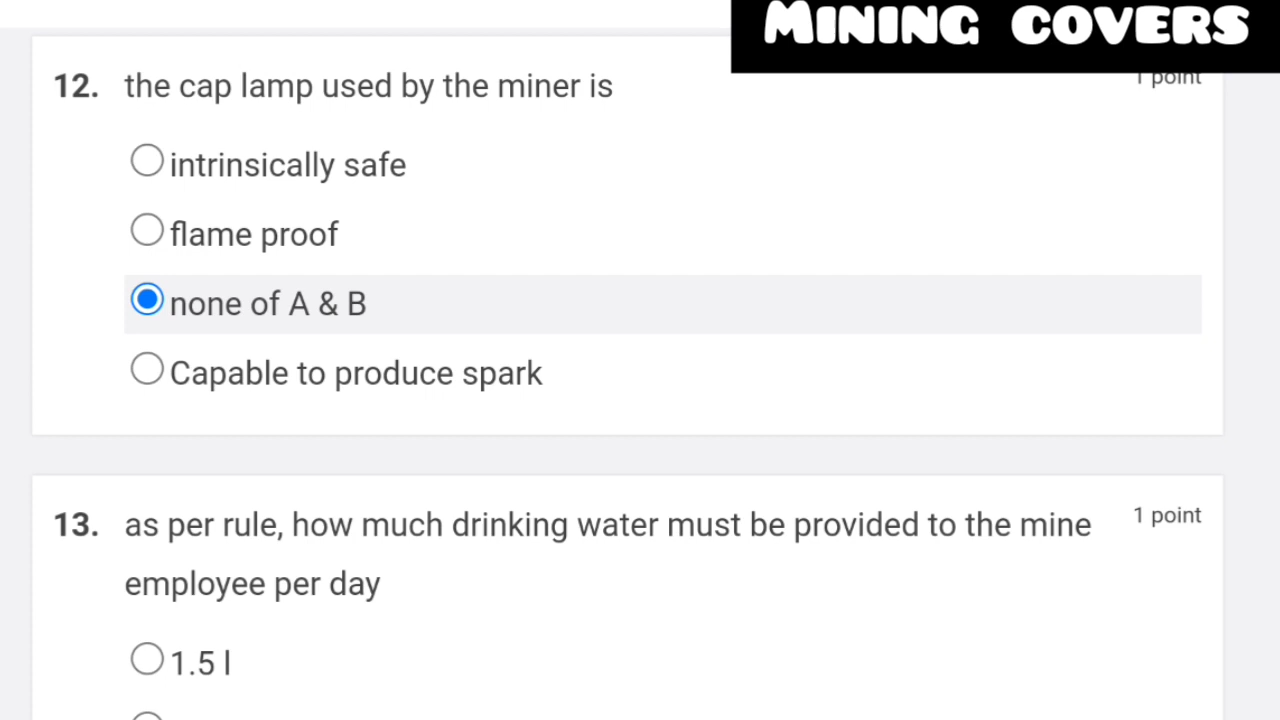 MINING COVERS
12. the cap lamp used by the miner is
1 point
intrinsically safe
flame proof
none of A & B
Capable to produce spark
13. as per rule, how much drinking water must be provided to the mine
1 point
employee per day
1.5 l